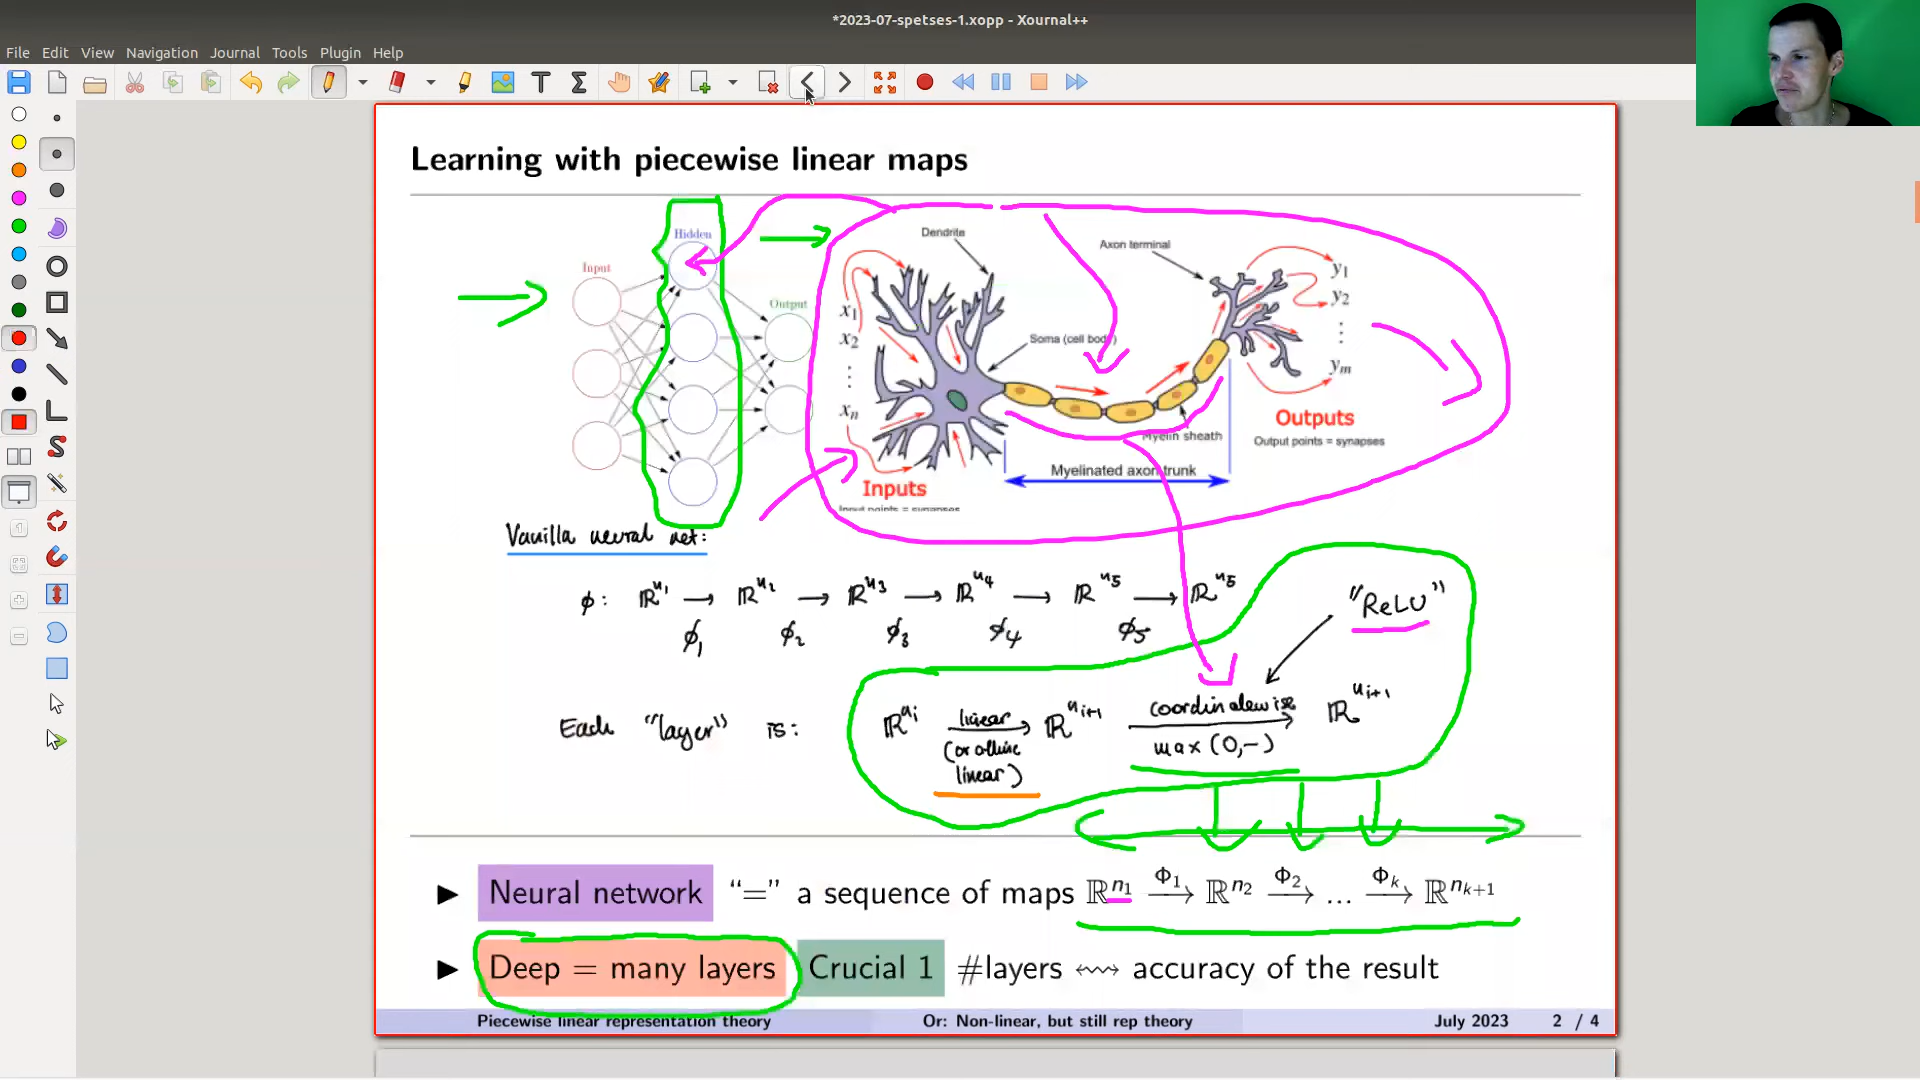 *2023-07-spetses-1.xopp - Xournal++
File Edit View Navigation Journal Tools Plugin Help
Learning with piecewise linear maps
Hidden
Input
Output
Dendrite
Axon terminal
Soma (cell body)
x1
x2
⋮
xn
y1
y2
⋮
ym
Myelin sheath
Myelinated axon trunk
Inputs
Input points = synapses
Outputs
Output points = synapses
Vanilla neural net:
ϕ: ℝ^n1 → ℝ^n2 → ℝ^n3 → ℝ^n4 → ℝ^n5 → ℝ^n5
ϕ1 ϕ2 ϕ3 ϕ4 ϕ5
"ReLU"
Each "layer" is: ℝ^ni linear (or affine linear) → ℝ^ni+1 coordinatewise max(0,−) → ℝ^ni+1
► Neural network "=" a sequence of maps ℝ^n1 Φ1→ ℝ^n2 Φ2→ ... Φk→ ℝ^nk+1
► Deep = many layers Crucial 1 #layers ↭ accuracy of the result
Piecewise linear representation theory Or: Non-linear, but still rep theory July 2023 2 / 4